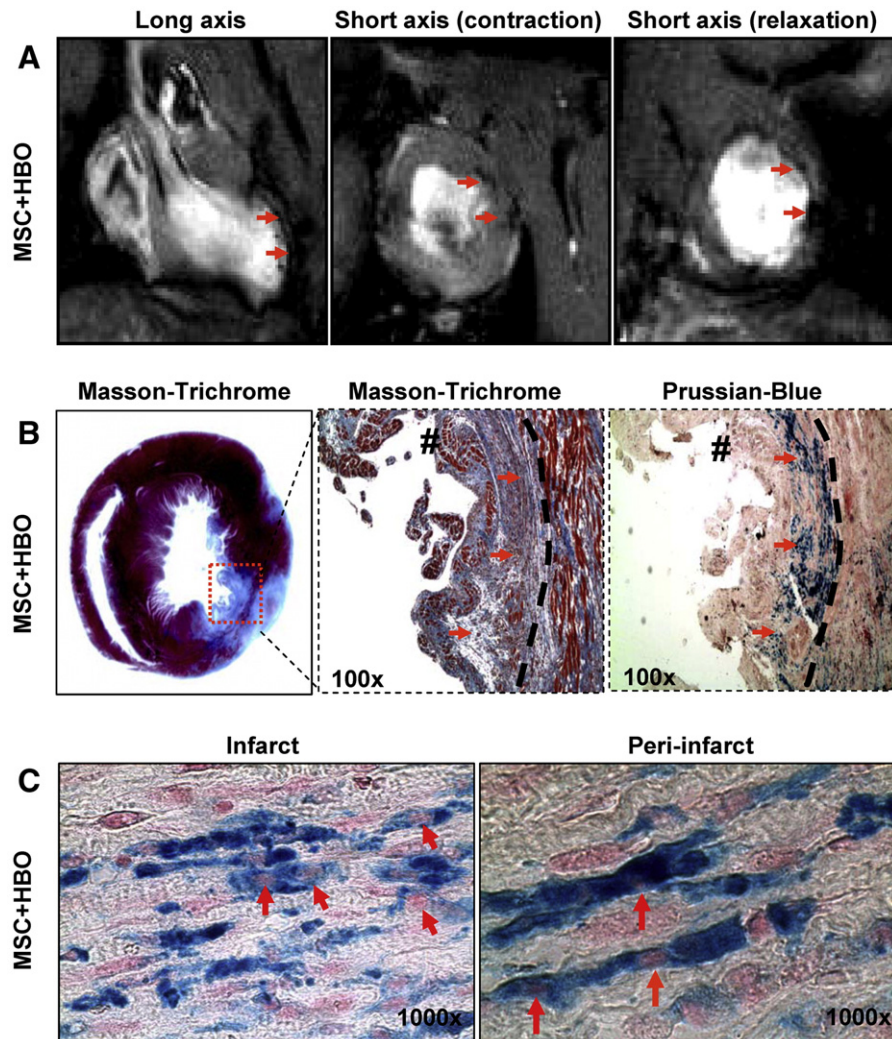 Long axis
Short axis (contraction)
Short axis (relaxation)
A
MSC+HBO
Masson-Trichrome
Masson-Trichrome
Prussian-Blue
B
MSC+HBO
#
#
100x
100x
Infarct
Peri-infarct
C
MSC+HBO
1000x
1000x